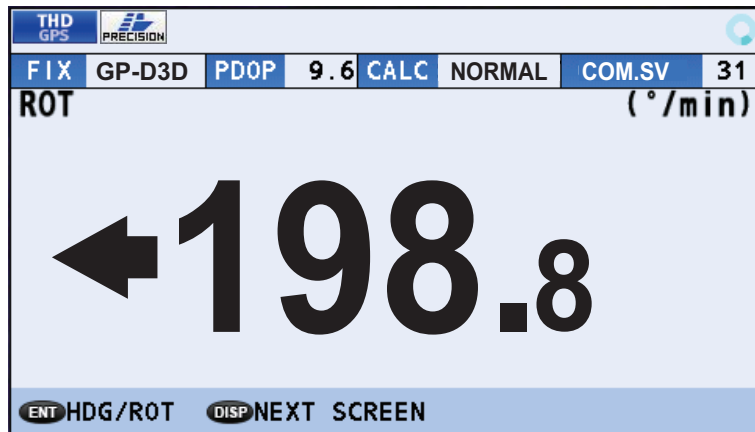 THD
GPS
PRECISION
FIX GP-D3D PDOP 9.6 CALC NORMAL COM.SV 31
ROT (°/min)
198.8
ENT HDG/ROT DISP NEXT SCREEN